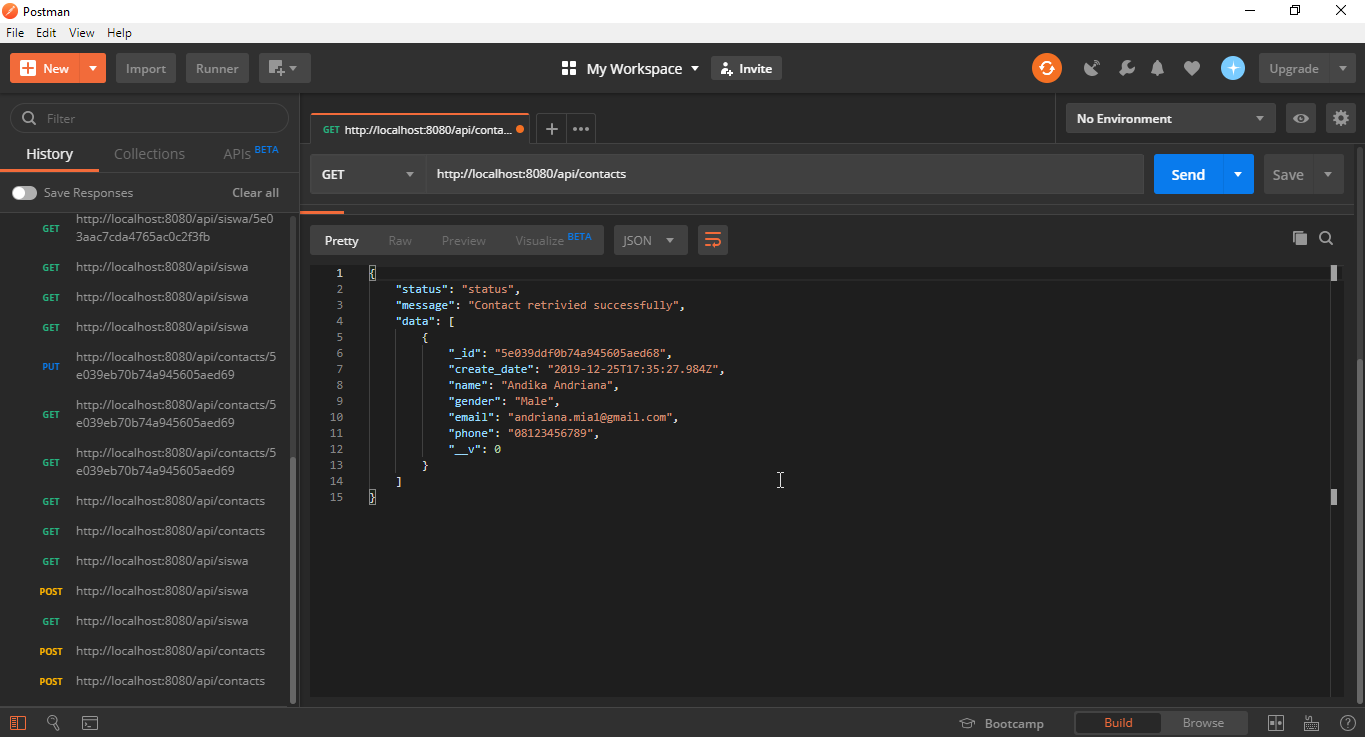 Postman
File Edit View Help
New Import Runner My Workspace Invite Upgrade
Filter
History Collections APIs BETA
Save Responses Clear all
GET http://localhost:8080/api/siswa/5e0
3aac7cda4765ac0c2f3fb
GET http://localhost:8080/api/siswa
GET http://localhost:8080/api/siswa
GET http://localhost:8080/api/siswa
PUT http://localhost:8080/api/contacts/5
e039eb70b74a945605aed69
GET http://localhost:8080/api/contacts/5
e039eb70b74a945605aed69
GET http://localhost:8080/api/contacts/5
e039eb70b74a945605aed69
GET http://localhost:8080/api/contacts
GET http://localhost:8080/api/contacts
GET http://localhost:8080/api/siswa
POST http://localhost:8080/api/siswa
GET http://localhost:8080/api/siswa
POST http://localhost:8080/api/contacts
POST http://localhost:8080/api/contacts
GET http://localhost:8080/api/conta...
No Environment
GET http://localhost:8080/api/contacts Send Save
Pretty Raw Preview Visualize BETA JSON
1 {
2 "status": "status",
3 "message": "Contact retrivied successfully",
4 "data": [
5 {
6 "_id": "5e039ddf0b74a945605aed68",
7 "create_date": "2019-12-25T17:35:27.984Z",
8 "name": "Andika Andriana",
9 "gender": "Male",
10 "email": "andriana.mia1@gmail.com",
11 "phone": "08123456789",
12 "__v": 0
13 }
14 ]
15 }
Bootcamp Build Browse